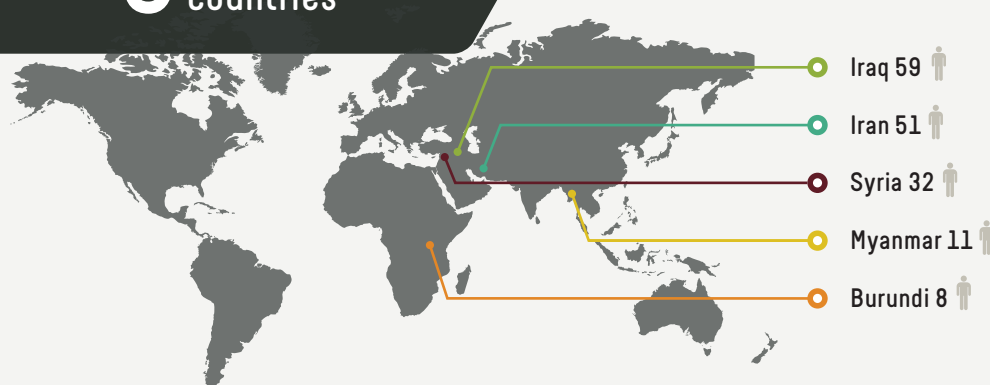 countries
Iraq 59
Iran 51
Syria 32
Myanmar 11
Burundi 8